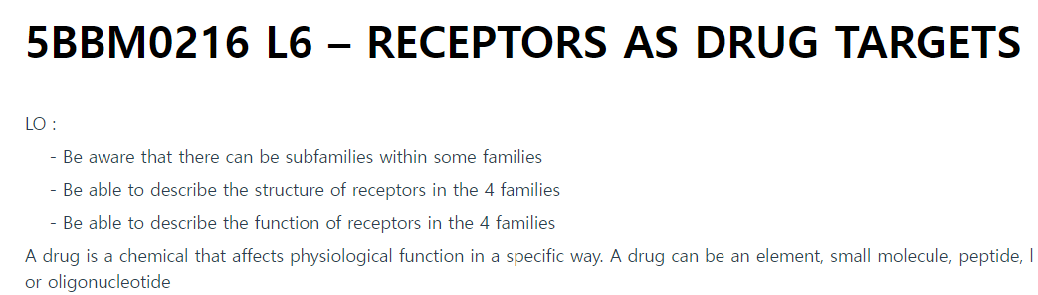 5BBM0216 L6 – RECEPTORS AS DRUG TARGETS
LO :
- Be aware that there can be subfamilies within some families
- Be able to describe the structure of receptors in the 4 families
- Be able to describe the function of receptors in the 4 families
A drug is a chemical that affects physiological function in a specific way. A drug can be an element, small molecule, peptide,
or oligonucleotide